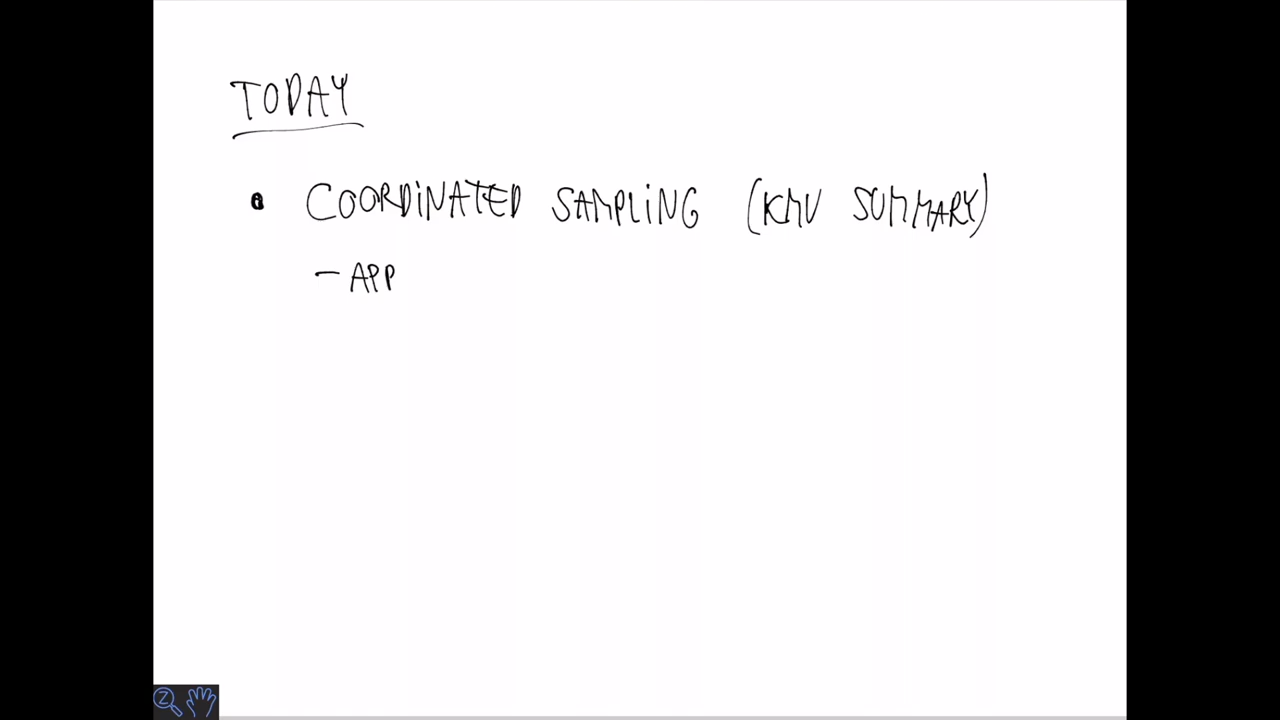 TODAY
• COORDINATED SAMPLING (KMV SUMMARY)
– APP